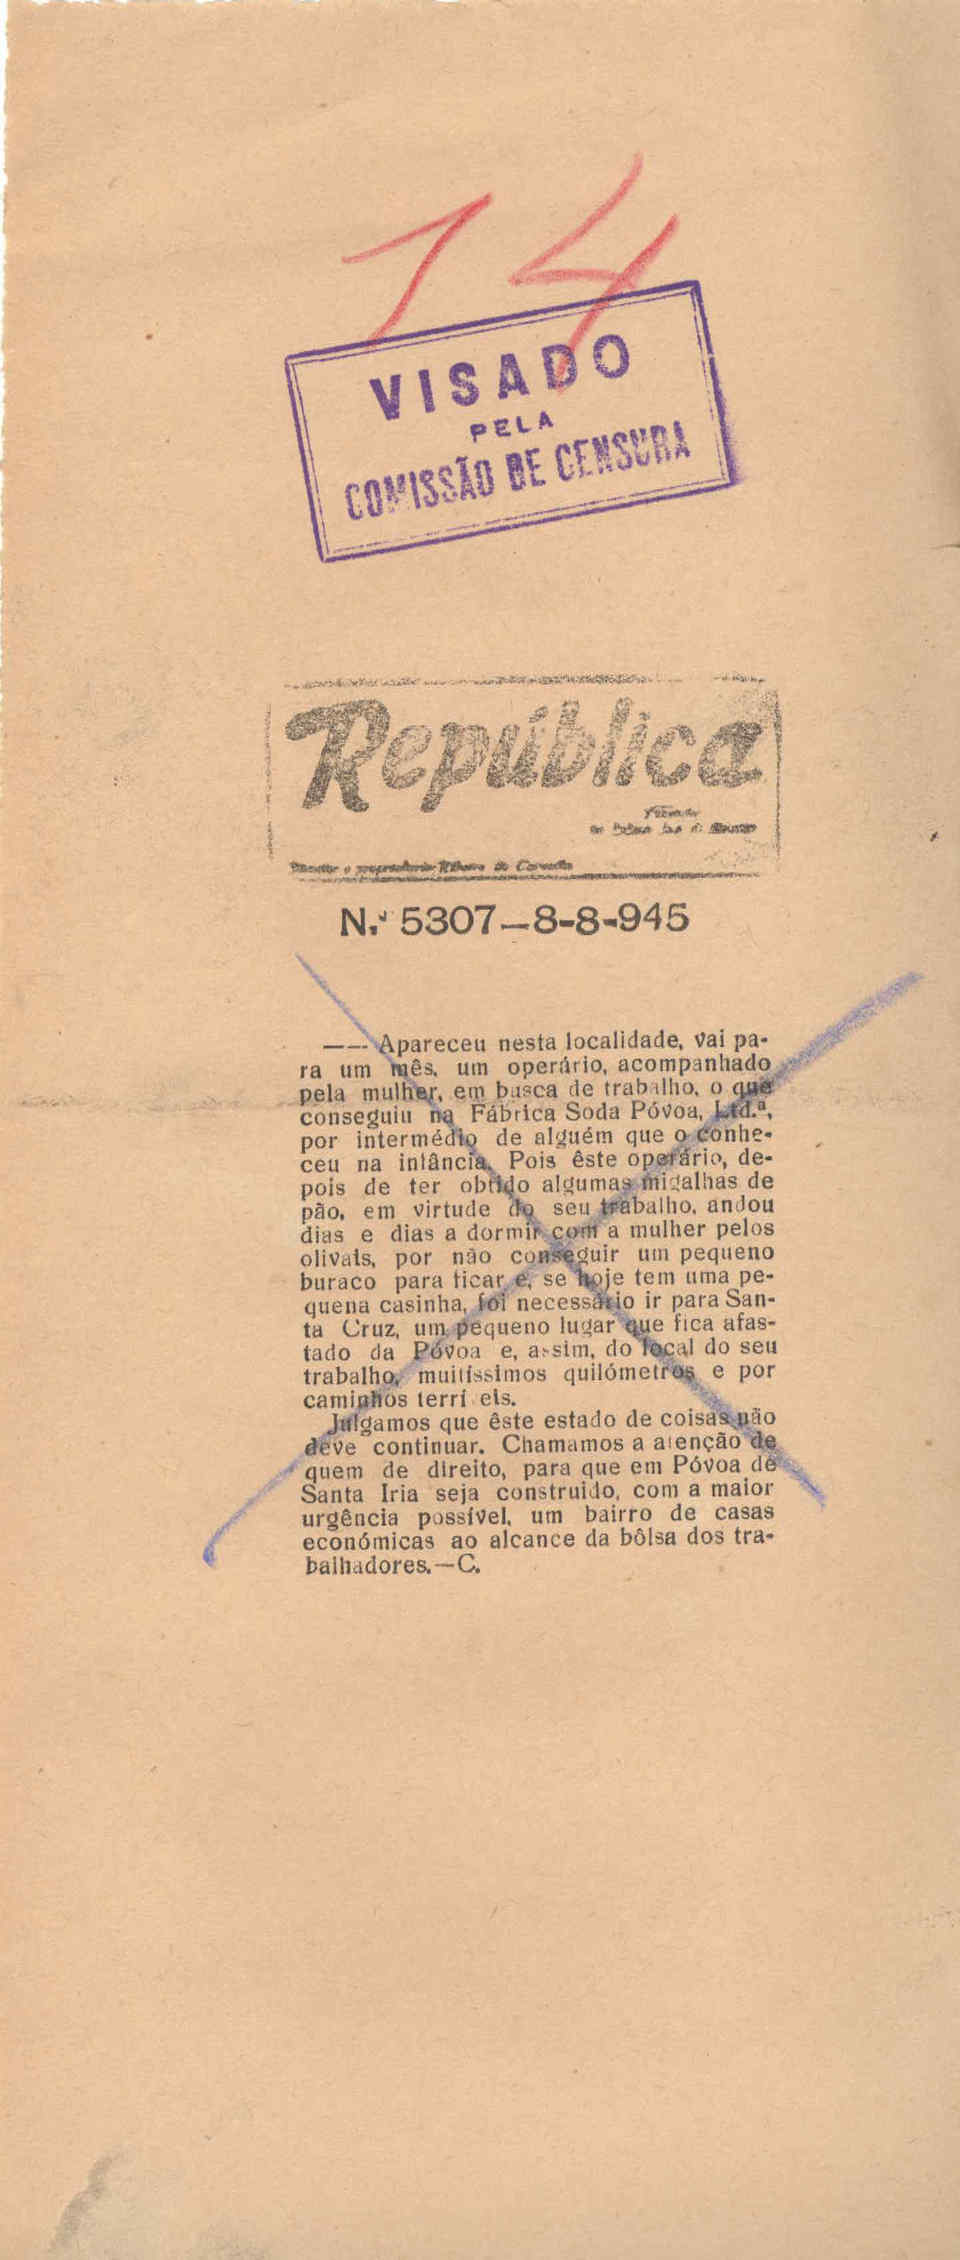 14
VISADO
PELA
COMISSÃO DE CENSURA
República
N.º 5307—8-8-945
—— Apareceu nesta localidade, vai pa-
ra um mês, um operário, acompanhado
pela mulher, em busca de trabalho, o que
conseguiu na Fábrica Soda Póvoa, Ltd.ª,
por intermédio de alguém que o conhe-
ceu na infância. Pois êste operário, de-
pois de ter obtido algumas migalhas de
pão, em virtude do seu trabalho, andou
dias e dias a dormir com a mulher pelos
olivais, por não conseguir um pequeno
buraco para ficar e, se hoje tem uma pe-
quena casinha, foi necessário ir para San-
ta Cruz, um pequeno lugar que fica afas-
tado da Póvoa e, assim, do local do seu
trabalho, muitíssimos quilómetros e por
caminhos terrí eis.
Julgamos que êste estado de coisas não
deve continuar. Chamamos a atenção de
quem de direito, para que em Póvoa de
Santa Iria seja construido, com a maior
urgência possível, um bairro de casas
económicas ao alcance da bôlsa dos tra-
balhadores.—C.